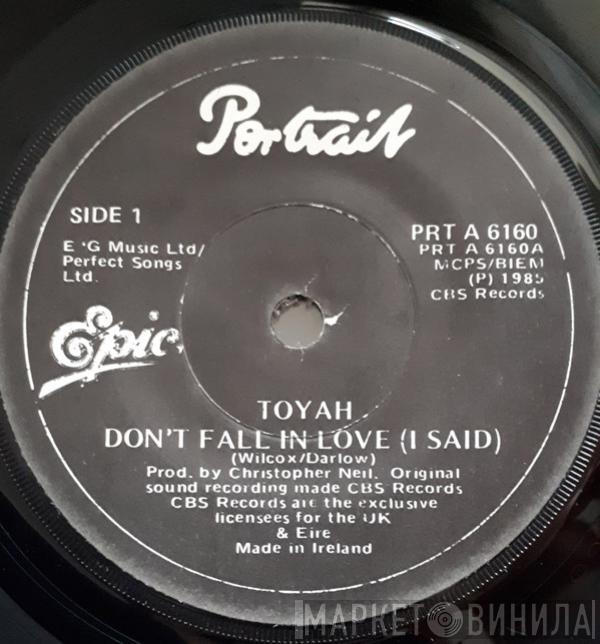 Portrait
SIDE 1
PRT A 6160
PRT A 6160A
MCPS/BIEM
(P) 1985
CBS Records
E 'G Music Ltd/
Perfect Songs
Ltd.
Epic
TOYAH
DON'T FALL IN LOVE (I SAID)
(Wilcox/Darlow)
Prod. by Christopher Neil. Original
sound recording made CBS Records
CBS Records are the exclusive
licensees for the UK
& Eire
Made in Ireland
МАРКЕТ ВИНИЛА